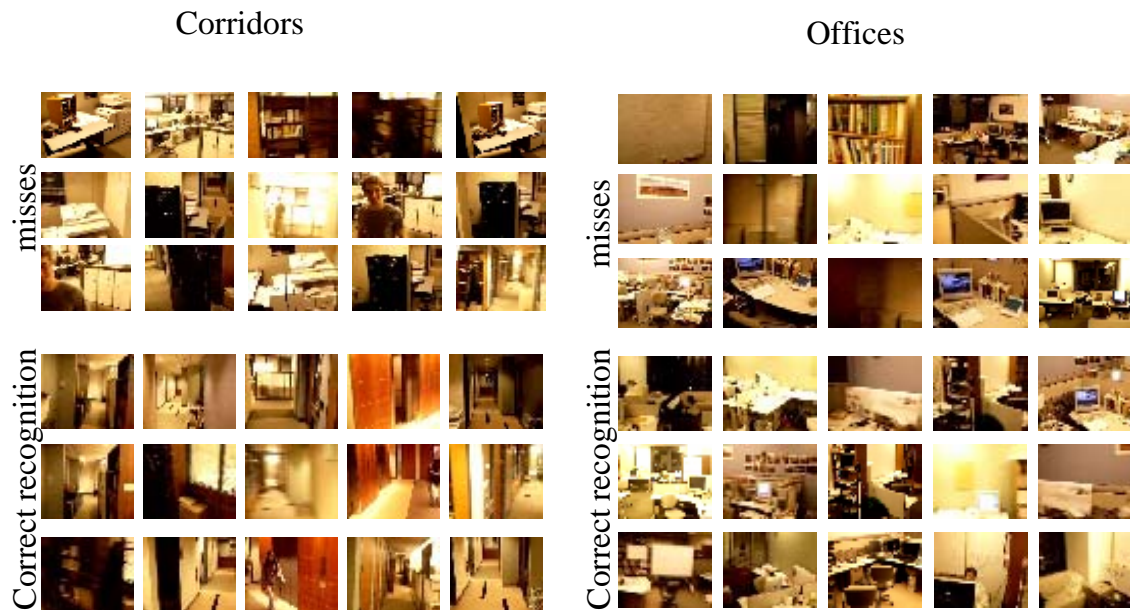 Corridors
Offices
misses
misses
Correct recognition
Correct recognition